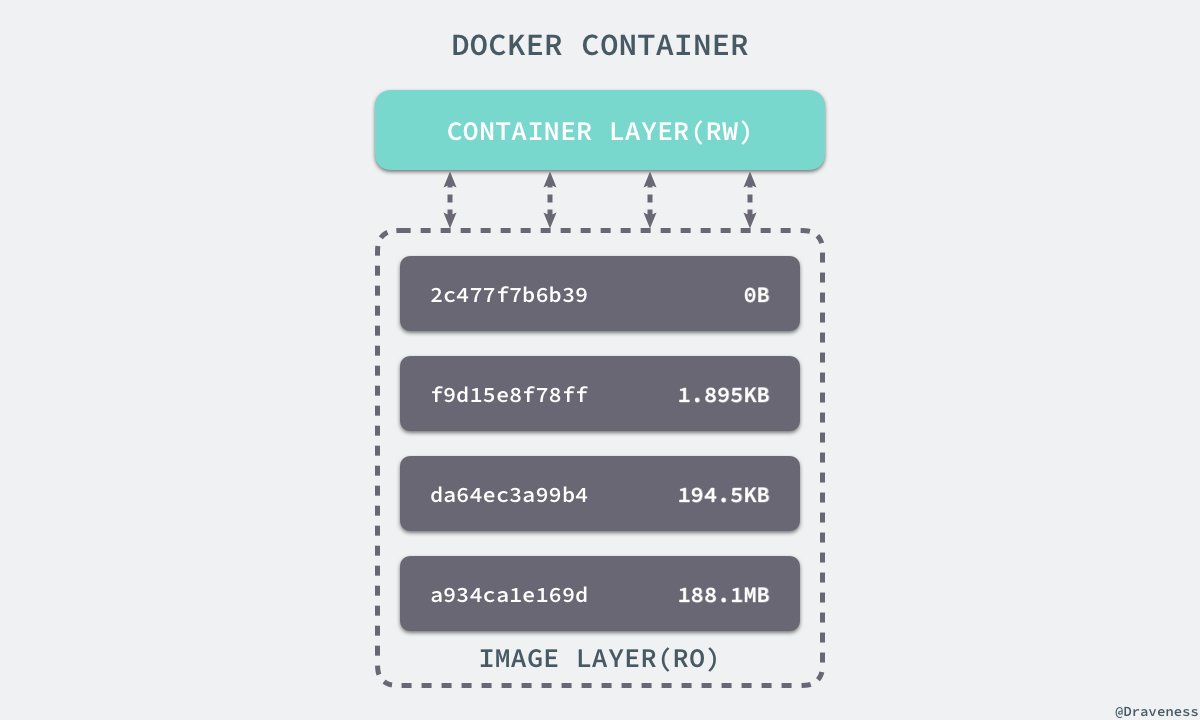 DOCKER CONTAINER
CONTAINER LAYER(RW)
2c477f7b6b39 0B
f9d15e8f78ff 1.895KB
da64ec3a99b4 194.5KB
a934ca1e169d 188.1MB
IMAGE LAYER(RO)
@Draveness